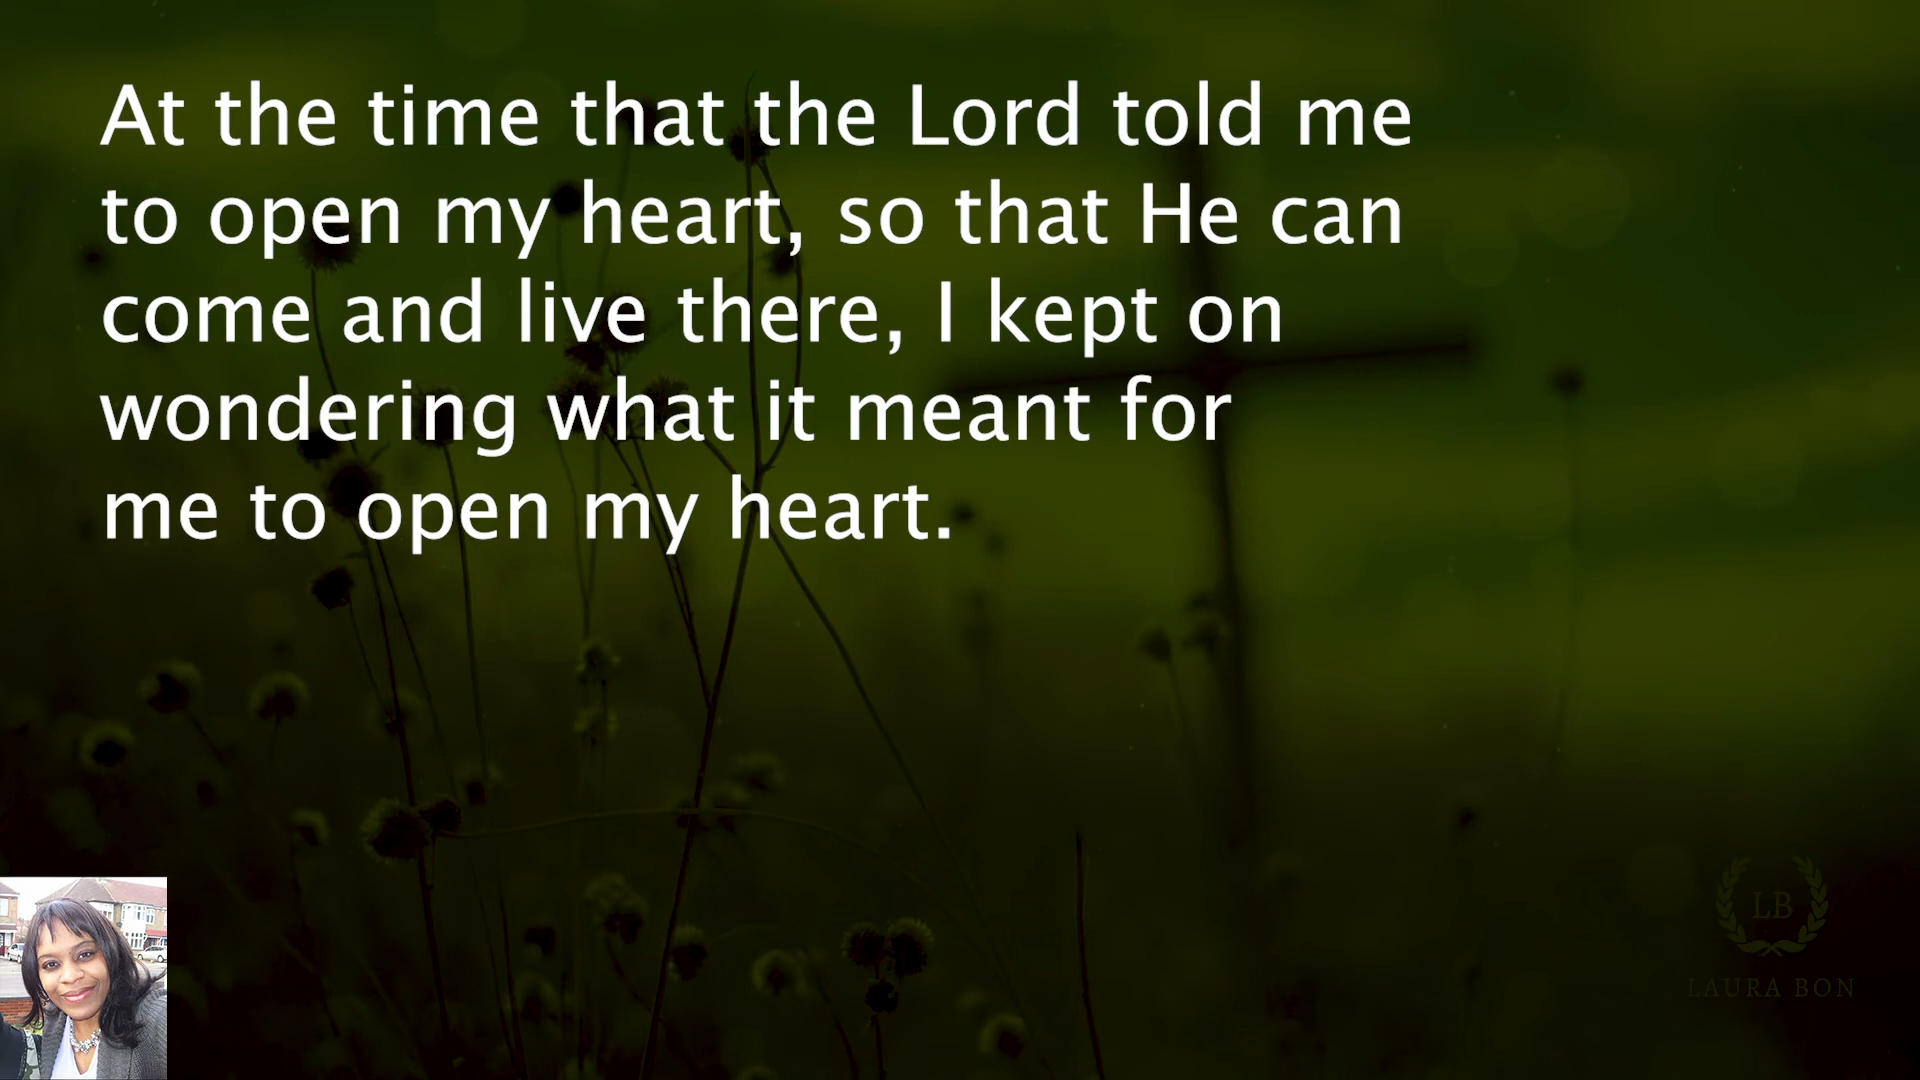 At the time that the Lord told me
to open my heart, so that He can
come and live there, I kept on
wondering what it meant for
me to open my heart.
LB
LAURA BON